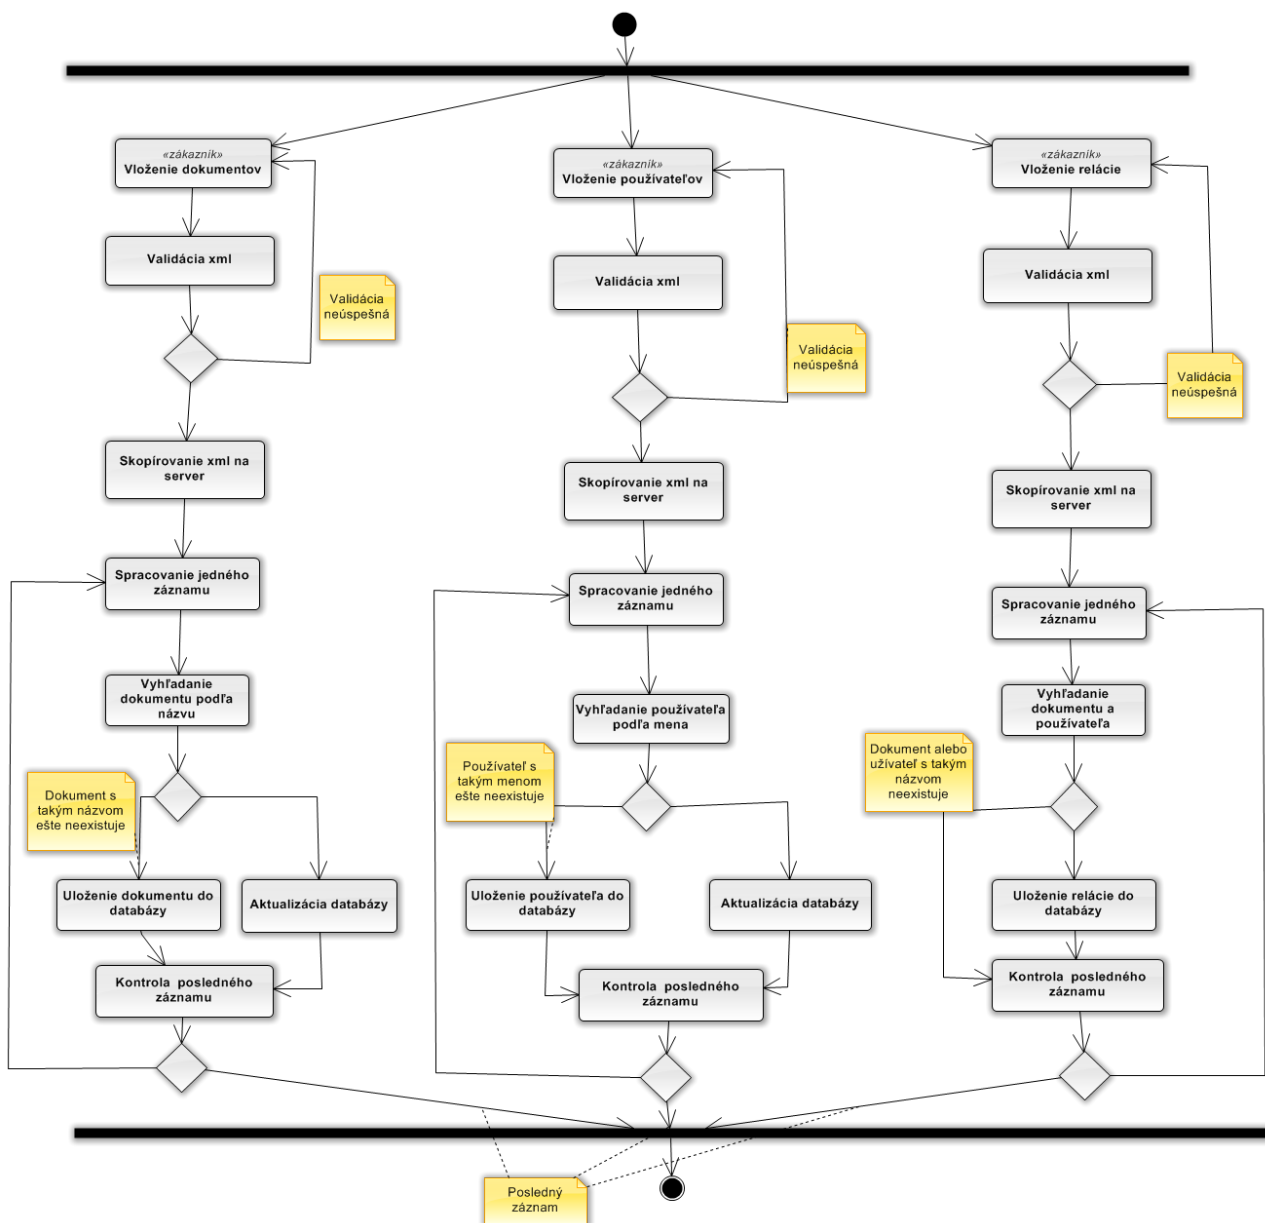 «zákazník»
Vloženie dokumentov
«zákazník»
Vloženie používateľov
«zákazník»
Vloženie relácie
Validácia xml
Validácia xml
Validácia xml
Validácia
neúspešná
Validácia
neúspešná
Validácia
neúspešná
Skopírovanie xml na
server
Skopírovanie xml na
server
Skopírovanie xml na
server
Spracovanie jedného
záznamu
Spracovanie jedného
záznamu
Spracovanie jedného
záznamu
Vyhľadanie
dokumentu podľa
názvu
Vyhľadanie používateľa
podľa mena
Vyhľadanie
dokumentu a
používateľa
Dokument s
takým názvom
ešte neexistuje
Používateľ s
takým menom
ešte neexistuje
Dokument alebo
užívateľ s takým
názvom
neexistuje
Uloženie dokumentu do
databázy
Aktualizácia databázy
Uloženie používateľa do
databázy
Aktualizácia databázy
Uloženie relácie do
databázy
Kontrola posledného
záznamu
Kontrola posledného
záznamu
Kontrola posledného
záznamu
Posledný
záznam